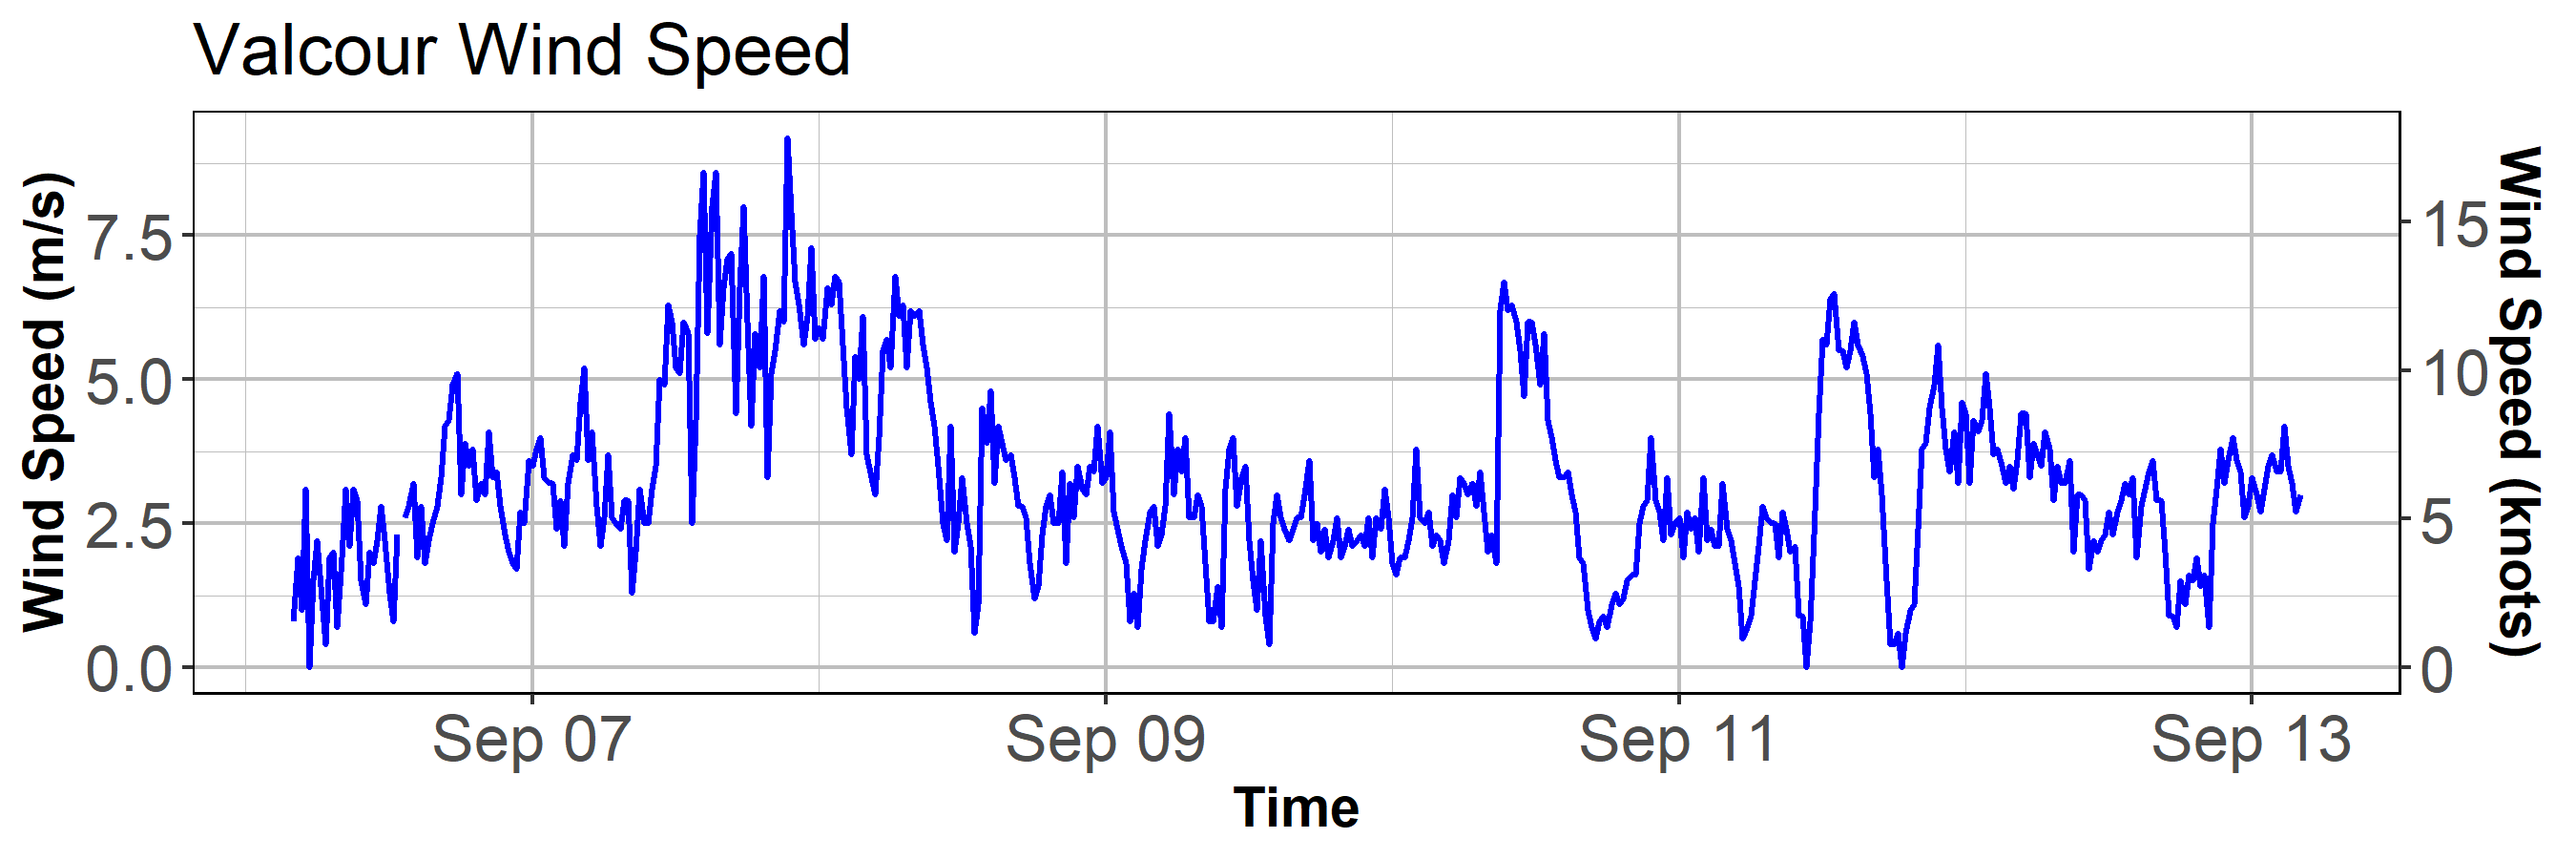 Valcour Wind Speed
Wind Speed (m/s)
7.5
5.0
2.5
0.0
15
10
5
0
Wind Speed (knots)
Sep 07
Sep 09
Sep 11
Sep 13
Time